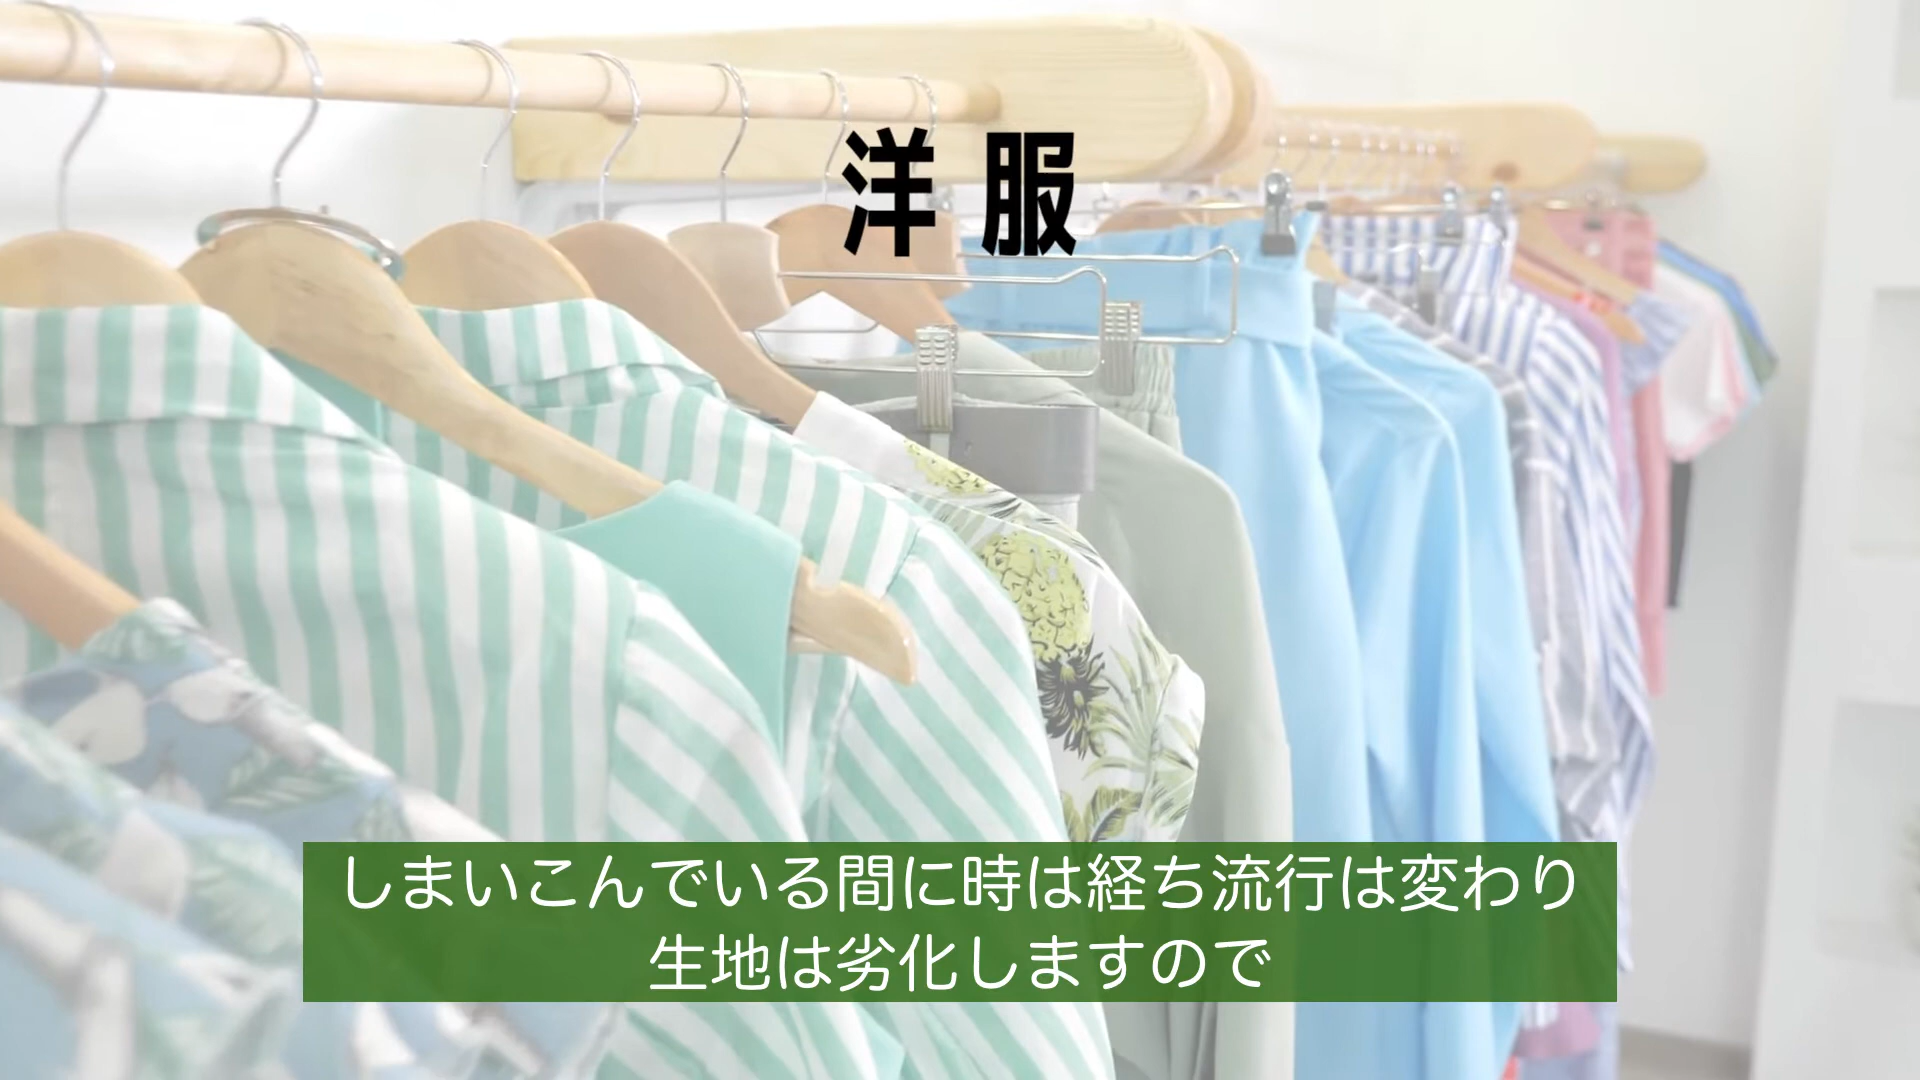 洋服
しまいこんでいる間に時は経ち流行は変わり
生地は劣化しますので